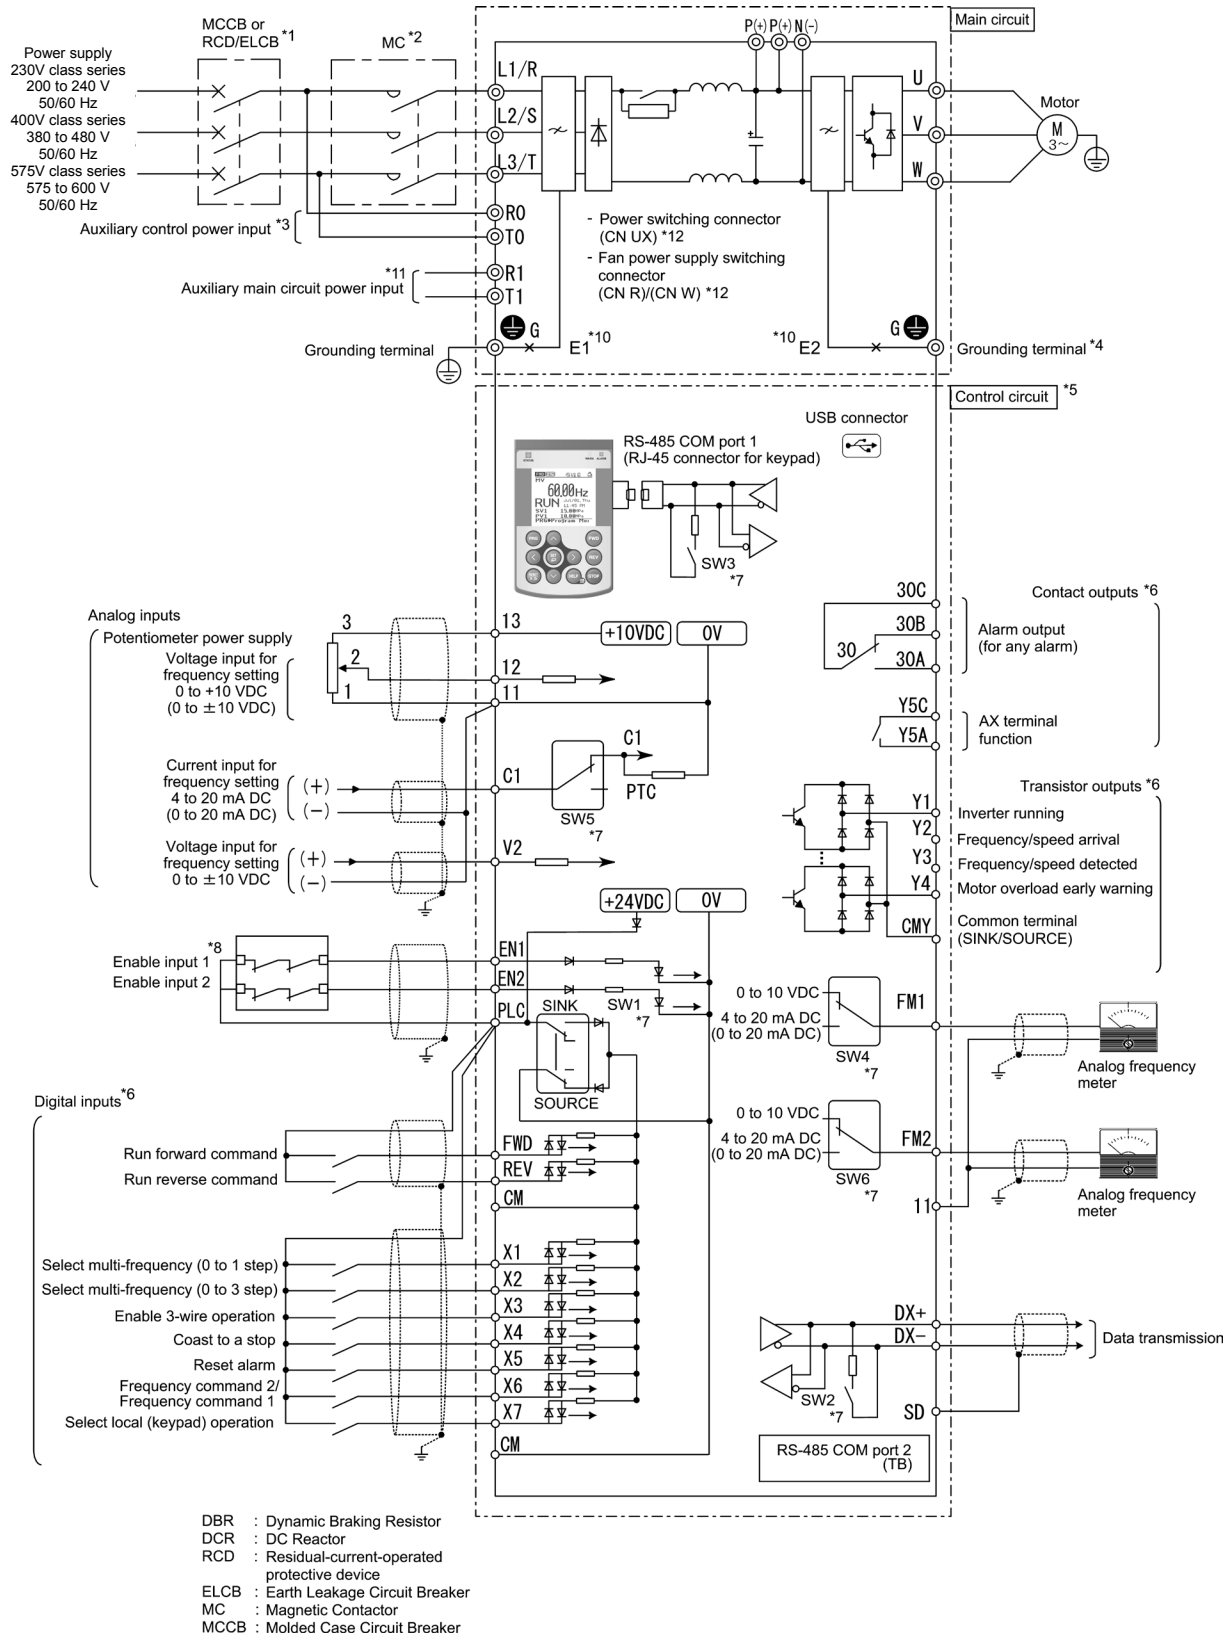 MCCB or
RCD/ELCB *1
MC *2
P(+) P(+) N(-)
Main circuit
Power supply
230V class series
200 to 240 V
50/60 Hz
400V class series
380 to 480 V
50/60 Hz
575V class series
575 to 600 V
50/60 Hz
L1/R
L2/S
L3/T
U
V
W
Motor
M
3~
Auxiliary control power input *3
R0
T0
*11
Auxiliary main circuit power input
R1
T1
- Power switching connector
(CN UX) *12
- Fan power supply switching
connector
(CN R)/(CN W) *12
G
E1 *10
*10 E2
G
Grounding terminal
Grounding terminal *4
Control circuit *5
USB connector
RS-485 COM port 1
(RJ-45 connector for keypad)
60.00Hz
RUN
SW3
*7
30C
30B
30
30A
Contact outputs *6
Alarm output
(for any alarm)
Y5C
Y5A
AX terminal
function
Analog inputs
Potentiometer power supply
Voltage input for
frequency setting
0 to +10 VDC
(0 to ±10 VDC)
3
2
1
13
12
11
+10VDC
0V
Current input for
frequency setting
4 to 20 mA DC
(0 to 20 mA DC)
(+)
(-)
C1
C1
PTC
SW5
*7
Voltage input for
frequency setting
0 to ±10 VDC
(+)
(-)
V2
Transistor outputs *6
Y1
Inverter running
Y2
Frequency/speed arrival
Y3
Frequency/speed detected
Y4
Motor overload early warning
CMY
Common terminal
(SINK/SOURCE)
+24VDC
0V
*8
Enable input 1
Enable input 2
EN1
EN2
PLC
SINK
SW1
*7
SOURCE
0 to 10 VDC
4 to 20 mA DC
(0 to 20 mA DC)
SW4
*7
FM1
Analog frequency
meter
0 to 10 VDC
4 to 20 mA DC
(0 to 20 mA DC)
SW6
*7
FM2
Analog frequency
meter
11
Digital inputs *6
Run forward command
Run reverse command
FWD
REV
CM
Select multi-frequency (0 to 1 step)
Select multi-frequency (0 to 3 step)
Enable 3-wire operation
Coast to a stop
Reset alarm
Frequency command 2/
Frequency command 1
Select local (keypad) operation
X1
X2
X3
X4
X5
X6
X7
CM
DX+
DX-
Data transmission
SW2
*7
SD
RS-485 COM port 2
(TB)
DBR : Dynamic Braking Resistor
DCR : DC Reactor
RCD : Residual-current-operated
protective device
ELCB : Earth Leakage Circuit Breaker
MC : Magnetic Contactor
MCCB : Molded Case Circuit Breaker